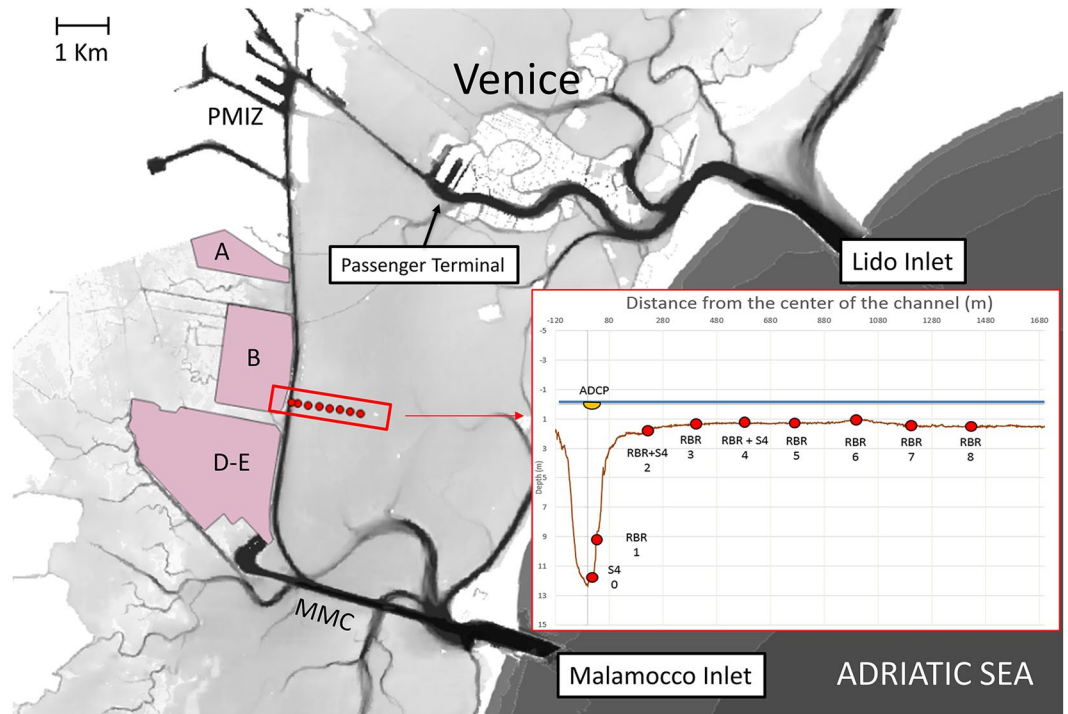 1 Km
Venice
PMIZ
A
Passenger Terminal
Lido Inlet
B
D-E
MMC
Malamocco Inlet
ADRIATIC SEA
Distance from the center of the channel (m)
-120 80 280 480 680 880 1080 1280 1480 1680
-5
-3
-1
1
3
5
7
9
11
13
15
Depth (m)
ADCP
RBR+S4
2
RBR
3
RBR + S4
4
RBR
5
RBR
6
RBR
7
RBR
8
RBR
1
S4
0